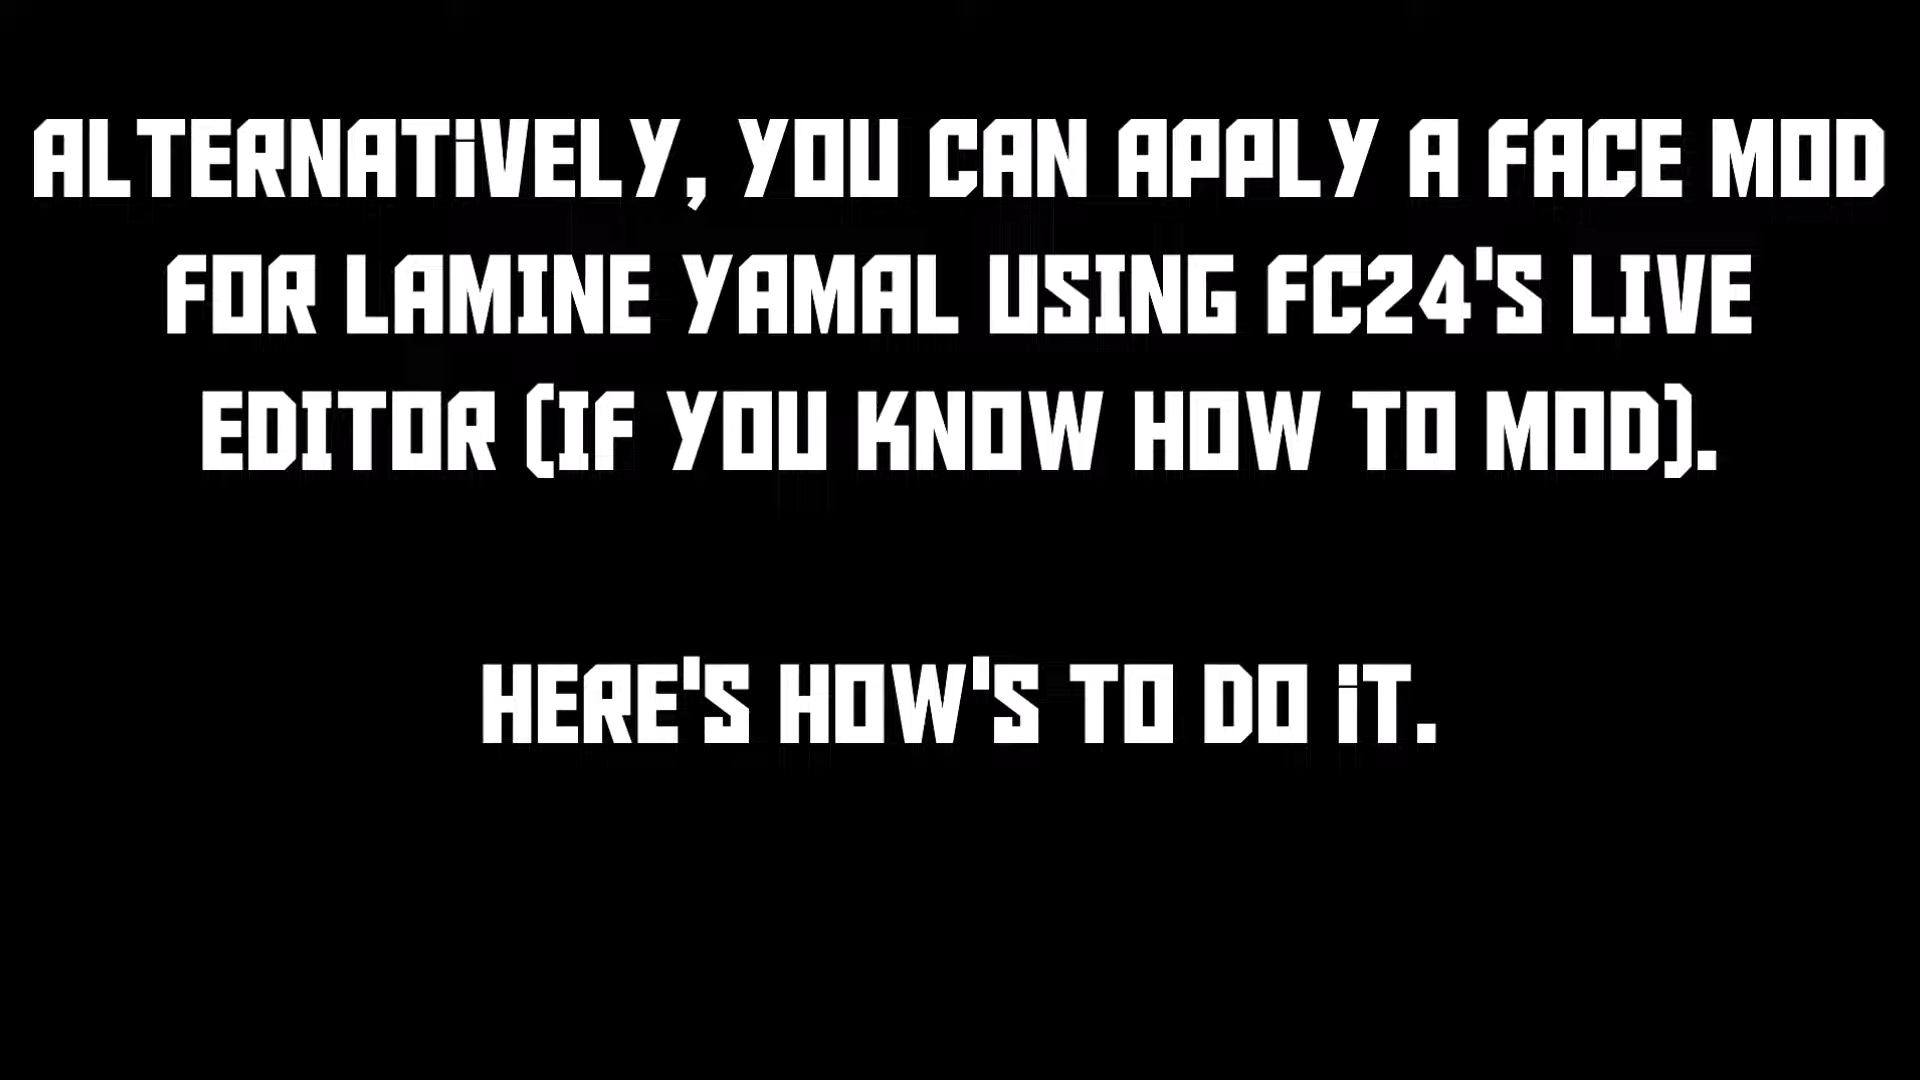 ALTERNATiVELY, YOU CAN APPLY A FACE MOD
FOR LAMINE YAMAL USING FC24'S LIVE
EDITOR (IF YOU KNOW HOW TO MOD).
HERE'S HOW'S TO DO iT.